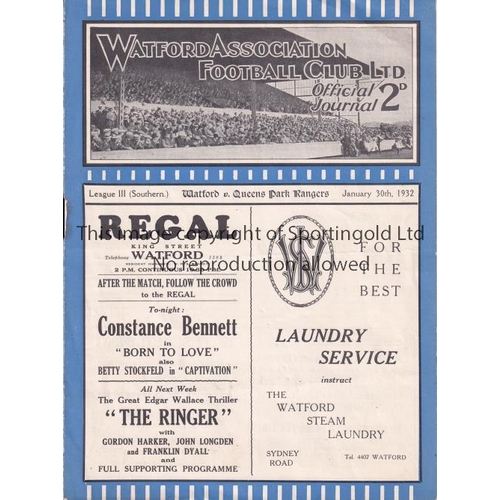 WATFORD ASSOCIATION
FOOTBALL CLUB LTD
Official
Journal 2D
League III (Southern.) Watford v. Queens Park Rangers January 30th, 1932
REGAL
KING STREET
Telephone WATFORD
2 P.M. CONTINUOUS
AFTER THE MATCH, FOLLOW THE CROWD
to the REGAL
To-night:
Constance Bennett
in
"BORN TO LOVE"
also
BETTY STOCKFELD in "CAPTIVATION"
All Next Week
The Great Edgar Wallace Thriller
"THE RINGER"
with
GORDON HARKER, JOHN LONGDEN
and FRANKLIN DYALL
and
FULL SUPPORTING PROGRAMME
FOR
THE
BEST
LAUNDRY
SERVICE
instruct
THE
WATFORD
STEAM
LAUNDRY
SYDNEY
ROAD
Tel. 4407 WATFORD
This image is copyright of Sportingold Ltd
No reproduction allowed